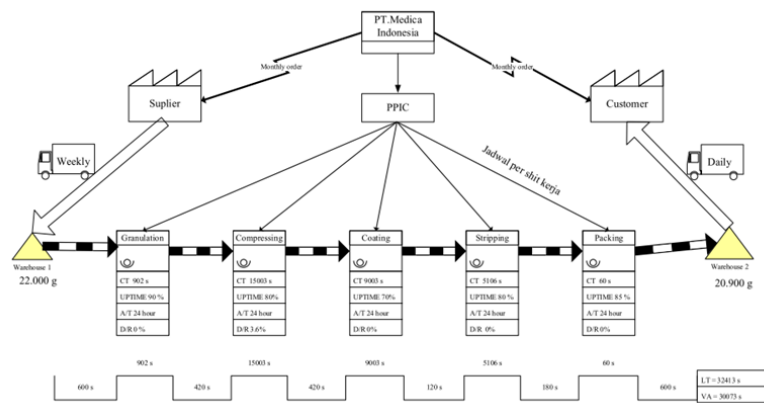 PT.Medica
Indonesia
Monthly order
Monthly order
Suplier
PPIC
Customer
Weekly
Daily
Jadwal per shit kerja
Granulation
Compressing
Coating
Stripping
Packing
Warehouse 1
22.000 g
Warehouse 2
20.900 g
CT 902 s
UPTIME 90 %
A/T 24 hour
D/R 0 %
CT 15003 s
UPTIME 80%
A/T 24 hour
D/R 3.6%
CT 9003 s
UPTIME 70%
A/T 24 hour
D/R 0%
CT 5106 s
UPTIME 80 %
A/T 24 hour
D/R 0%
CT 60 s
UPTIME 85 %
A/T 24 hour
D/R 0%
902 s
15003 s
9003 s
5106 s
60 s
600 s
420 s
420 s
120 s
180 s
600 s
LT = 32413 s
VA = 30073 s